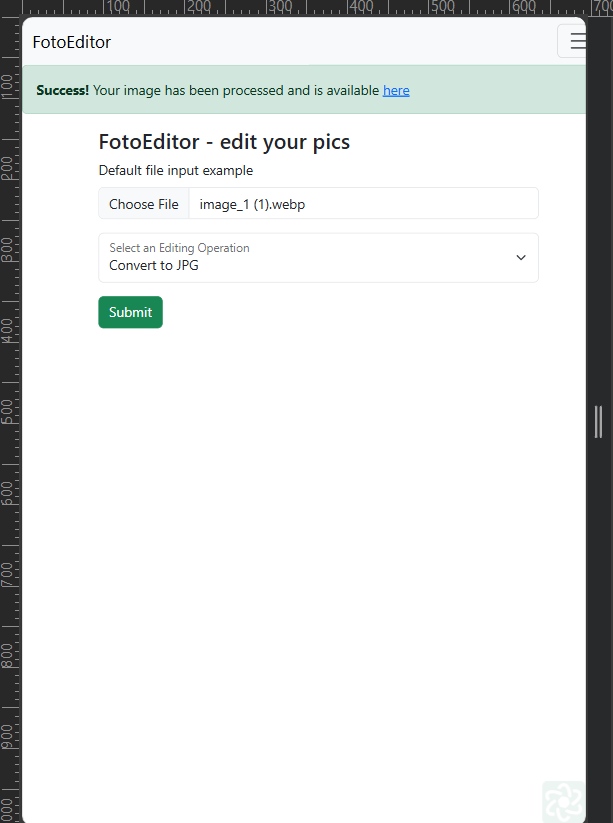 100 200 300 400 500 600 700
FotoEditor
Success! Your image has been processed and is available here
FotoEditor - edit your pics
Default file input example
Choose File image_1 (1).webp
Select an Editing Operation
Convert to JPG
Submit
100
200
300
400
500
600
700
800
900